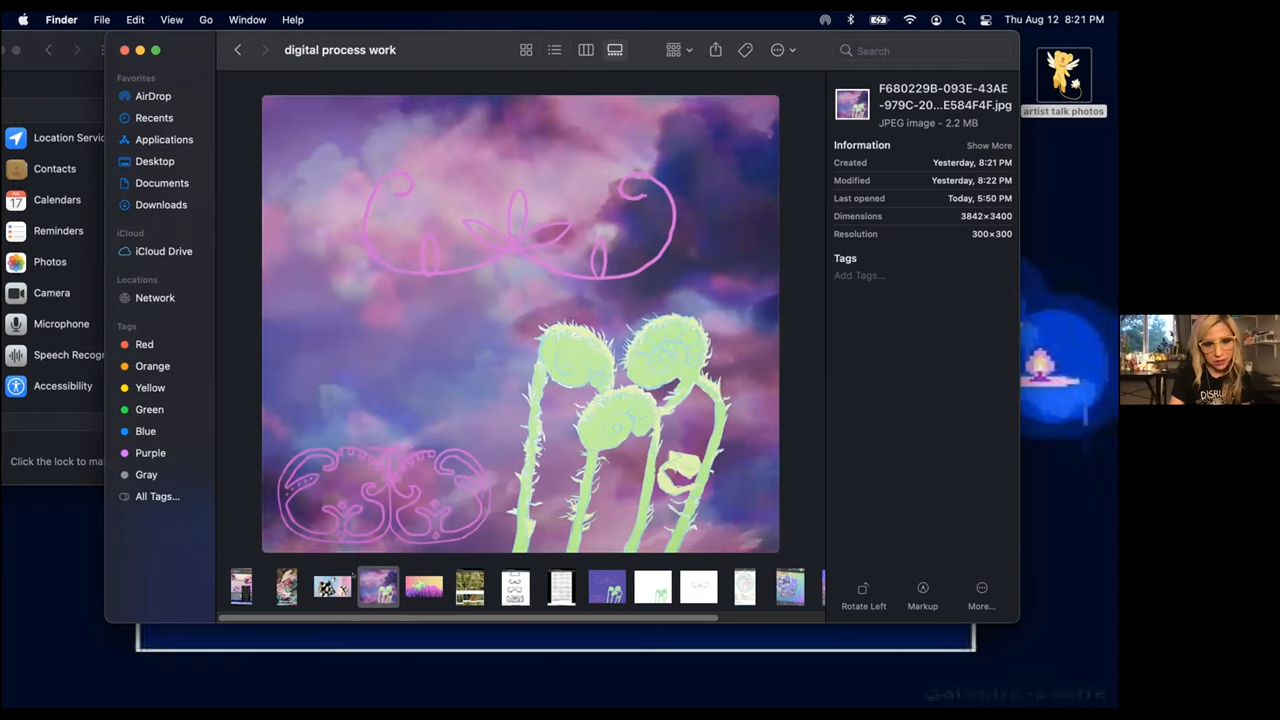 Finder File Edit View Go Window Help Thu Aug 12 8:21 PM
digital process work
Search
Favorites
AirDrop
Recents
Applications
Desktop
Documents
Downloads
iCloud
iCloud Drive
Locations
Network
Tags
Red
Orange
Yellow
Green
Blue
Purple
Gray
All Tags...
Location Servic
Contacts
Calendars
17
Reminders
Photos
Camera
Microphone
Speech Recog
Accessibility
Click the lock to mal
F680229B-093E-43AE
-979C-20...E584F4F.jpg
JPEG image - 2.2 MB
Information Show More
Created Yesterday, 8:21 PM
Modified Yesterday, 8:22 PM
Last opened Today, 5:50 PM
Dimensions 3842×3400
Resolution 300×300
Tags
Add Tags...
Rotate Left Markup More...
artist talk photos
DISRU